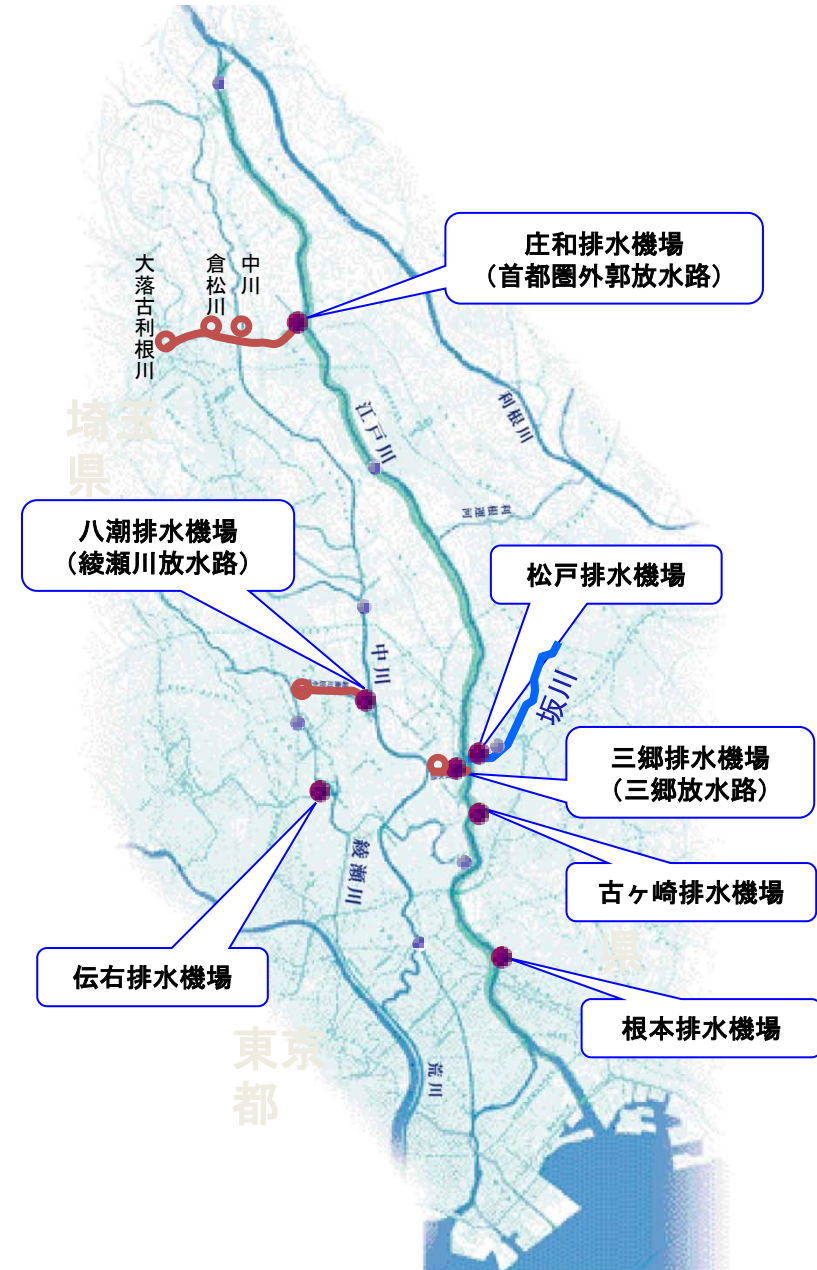 庄和排水機場
（首都圏外郭放水路）
大落古利根川
倉松川
中川
埼玉
県
江戸川
利根川
利根運河
八潮排水機場
（綾瀬川放水路）
松戸排水機場
中川
坂川
三郷排水機場
（三郷放水路）
綾瀬川
古ヶ崎排水機場
県
伝右排水機場
根本排水機場
東京
都
荒川